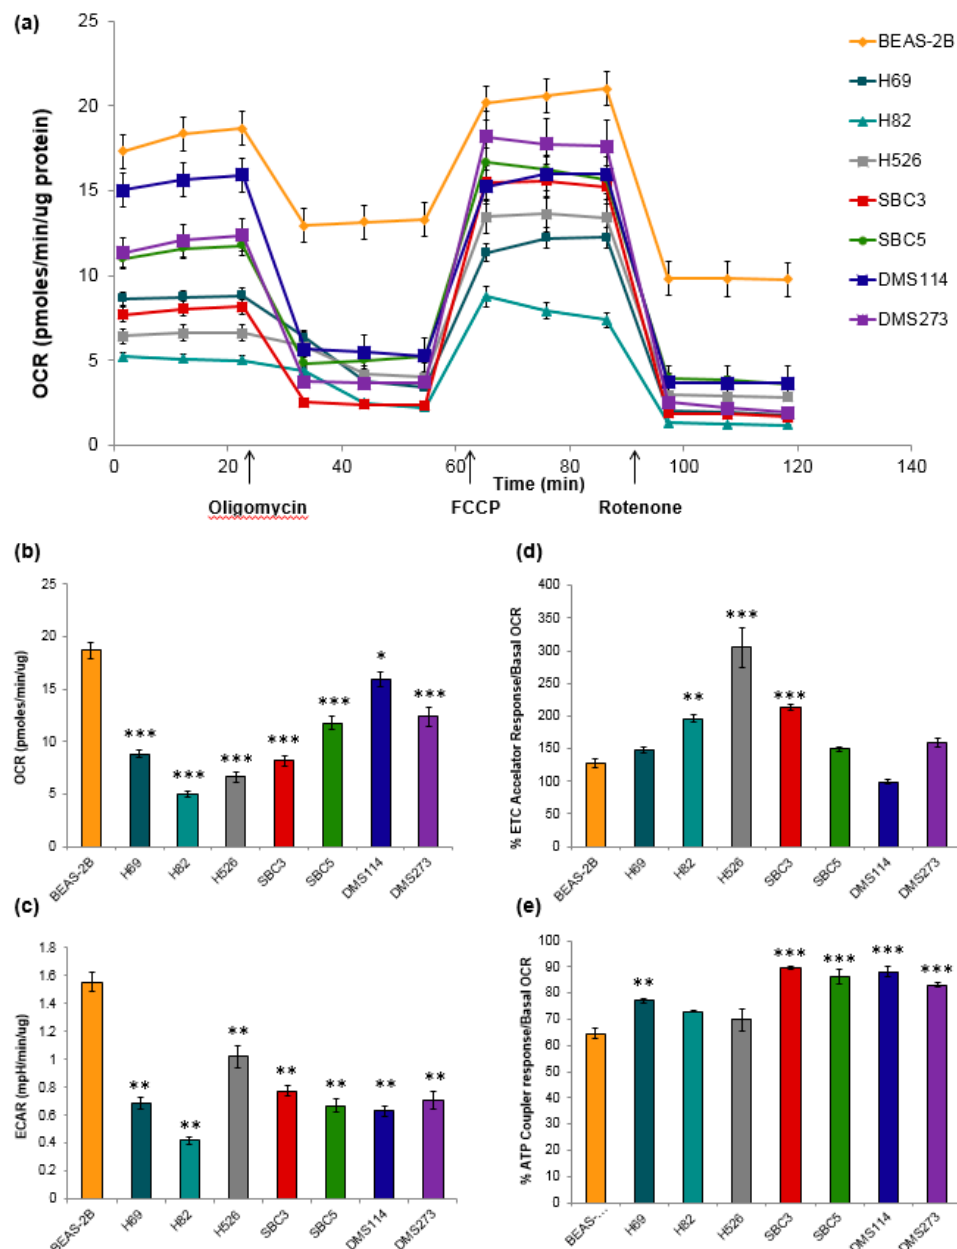 (a)
25
20
15
10
5
0
OCR (pmoles/min/ug protein)
0 20 40 60 80 100 120 140
Time (min)
Oligomycin FCCP Rotenone
BEAS-2B
H69
H82
H526
SBC3
SBC5
DMS114
DMS273
(b)
25
20
15
10
5
0
OCR (pmoles/min/ug)
*** *** *** *** *** * ***
BEAS-2B H69 H82 H526 SBC3 SBC5 DMS114 DMS273
(d)
400
350
300
250
200
150
100
50
0
% ETC Accelator Response/Basal OCR
** *** ***
BEAS-2B H69 H82 H526 SBC3 SBC5 DMS114 DMS273
(c)
1.8
1.6
1.4
1.2
1
0.8
0.6
0.4
0.2
0
ECAR (mpH/min/ug)
** ** ** ** ** ** **
BEAS-2B H69 H82 H526 SBC3 SBC5 DMS114 DMS273
(e)
100
90
80
70
60
50
40
30
20
10
0
% ATP Coupler response/Basal OCR
** *** *** *** ***
BEAS-... H69 H82 H526 SBC3 SBC5 DMS114 DMS273